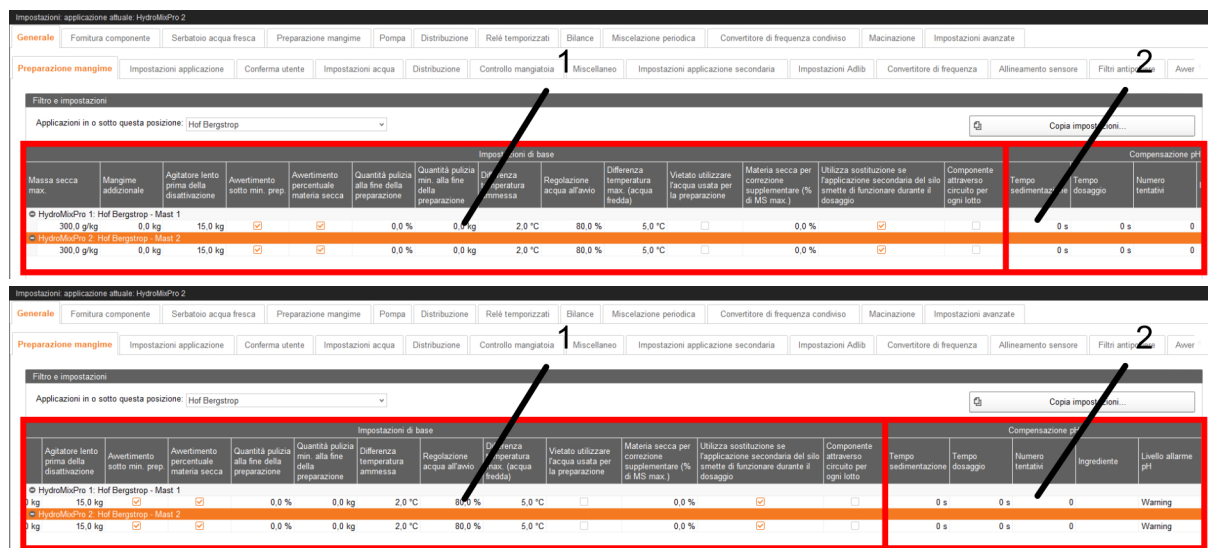 Impostazioni: applicazione attuale: HydroMixPro 2
Generale Fornitura componente Serbatoio acqua fresca Preparazione mangime Pompa Distribuzione Relè temporizzati Bilance Miscelazione periodica Convertitore di frequenza condiviso Macinazione Impostazioni avanzate
1 2
Preparazione mangime Impostazioni applicazione Conferma utente Impostazioni acqua Distribuzione Controllo mangiatoia Miscellaneo Impostazioni applicazione secondaria Impostazioni Adlib Convertitore di frequenza Allineamento sensore Filtri antipolvere Awer
Filtro e impostazioni
Applicazioni in o sotto questa posizione: Hof Bergstrop Copia impostazioni...
Impostazioni di base Compensazione pH
Massa secca max. Mangime addizionale Agitatore lento prima della disattivazione Avvertimento sotto min. prep. Avvertimento percentuale materia secca Quantità pulizia alla fine della preparazione Quantità pulizia min. alla fine della preparazione Differenza temperatura ammessa Regolazione acqua all'avvio Differenza temperatura max. (acqua fredda) Vietato utilizzare l'acqua usata per la preparazione Materia secca per correzione supplementare (% di MS max.) Utilizza sostituzione se l'applicazione secondaria del silo smette di funzionare durante il dosaggio Componente attraverso circuito per ogni lotto Tempo sedimentazione Tempo dosaggio Numero tentativi
HydroMixPro 1: Hof Bergstrop - Mast 1
300,0 g/kg 0,0 kg 15,0 kg 0,0 % 0,0 kg 2,0 °C 80,0 % 5,0 °C 0,0 % 0 s 0 s 0
HydroMixPro 2: Hof Bergstrop - Mast 2
300,0 g/kg 0,0 kg 15,0 kg 0,0 % 0,0 kg 2,0 °C 80,0 % 5,0 °C 0,0 % 0 s 0 s 0
Impostazioni: applicazione attuale: HydroMixPro 2
Generale Fornitura componente Serbatoio acqua fresca Preparazione mangime Pompa Distribuzione Relè temporizzati Bilance Miscelazione periodica Convertitore di frequenza condiviso Macinazione Impostazioni avanzate
1 2
Preparazione mangime Impostazioni applicazione Conferma utente Impostazioni acqua Distribuzione Controllo mangiatoia Miscellaneo Impostazioni applicazione secondaria Impostazioni Adlib Convertitore di frequenza Allineamento sensore Filtri antipolvere Awer
Filtro e impostazioni
Applicazioni in o sotto questa posizione: Hof Bergstrop Copia impostazioni...
Impostazioni di base Compensazione pH
Agitatore lento prima della disattivazione Avvertimento sotto min. prep. Avvertimento percentuale materia secca Quantità pulizia alla fine della preparazione Quantità pulizia min. alla fine della preparazione Differenza temperatura ammessa Regolazione acqua all'avvio Differenza temperatura max. (acqua fredda) Vietato utilizzare l'acqua usata per la preparazione Materia secca per correzione supplementare (% di MS max.) Utilizza sostituzione se l'applicazione secondaria del silo smette di funzionare durante il dosaggio Componente attraverso circuito per ogni lotto Tempo sedimentazione Tempo dosaggio Numero tentativi Ingrediente Livello allarme pH
HydroMixPro 1: Hof Bergstrop - Mast 1
kg 15,0 kg 0,0 % 0,0 kg 2,0 °C 80,0 % 5,0 °C 0,0 % 0 s 0 s 0 Warning
HydroMixPro 2: Hof Bergstrop - Mast 2
0 kg 15,0 kg 0,0 % 0,0 kg 2,0 °C 80,0 % 5,0 °C 0,0 % 0 s 0 s 0 Warning